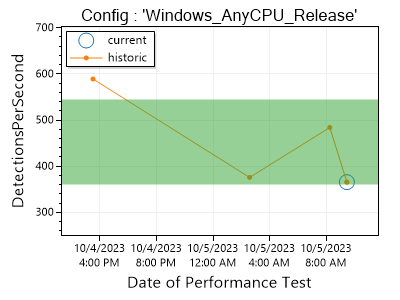 Config : 'Windows_AnyCPU_Release'
700
600
500
400
300
DetectionsPerSecond
current
historic
10/4/2023 10/4/2023 10/5/2023 10/5/2023 10/5/2023
4:00 PM 8:00 PM 12:00 AM 4:00 AM 8:00 AM
Date of Performance Test